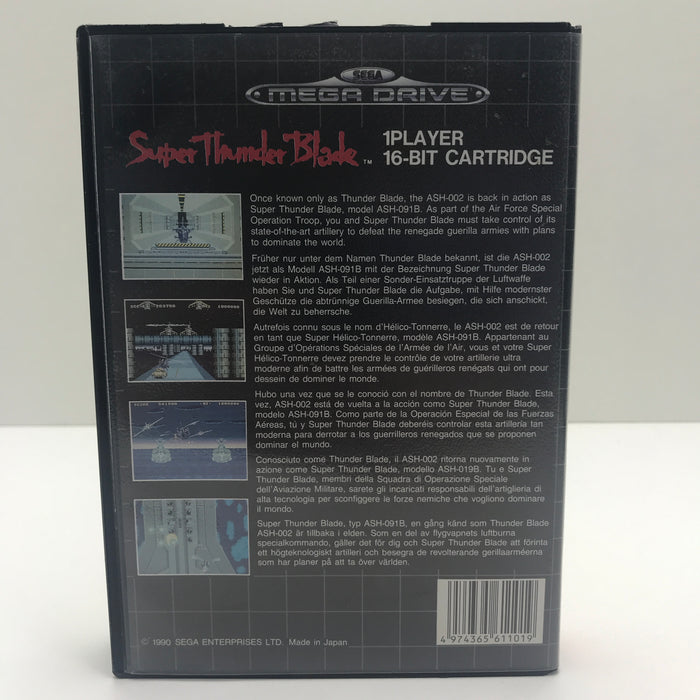 SEGA
MEGA DRIVE
Super Thunder Blade ™
1PLAYER
16-BIT CARTRIDGE
Once known only as Thunder Blade, the ASH-002 is back in action as
Super Thunder Blade, model ASH-091B. As part of the Air Force Special
Operation Troop, you and Super Thunder Blade must take control of its
state-of-the-art artillery to defeat the renegade guerilla armies with plans
to dominate the world.
Früher nur unter dem Namen Thunder Blade bekannt, ist die ASH-002
jetzt als Modell ASH-091B mit der Bezeichnung Super Thunder Blade
wieder in Aktion. Als Teil einer Sonder-Einsatztruppe der Luftwaffe
haben Sie und Super Thunder Blade die Aufgabe, mit Hilfe modernster
Geschütze die abtrünnige Guerilla-Armee besiegen, die sich anschickt,
die Welt zu beherrsche.
Autrefois connu sous le nom d'Hélico-Tonnerre, le ASH-002 est de retour
en tant que Super Hélico-Tonnerre, modèle ASH-091B. Appartenant au
Groupe d'Opérations Spéciales de l'Armée de l'Air, vous et votre Super
Hélico-Tonnerre devez prendre le contrôle de votre artillerie ultra
moderne afin de battre les armées de guérilleros renégats qui ont pour
dessein de dominer le monde.
Hubo una vez que se le conoció con el nombre de Thunder Blade. Esta
vez, ASH-002 está de vuelta a la acción como Super Thunder Blade,
modelo ASH-091B. Como parte de la Operación Especial de las Fuerzas
Aéreas, tú y Super Thunder Blade deberéis controlar esta artillería tan
moderna para derrotar a los guerrilleros renegados que se proponen
dominar el mundo.
Conosciuto come Thunder Blade, il ASH-002 ritorna nuovamente in
azione come Super Thunder Blade, modello ASH-019B. Tu e Super
Thunder Blade, membri della Squadra di Operazione Speciale
dell'Aviazione Militare, sarete gli incaricati responsabili dell'artiglieria di
alta tecnologia per sconfiggere le forze nemiche che vogliono dominare
il mondo.
Super Thunder Blade, typ ASH-091B, en gång känd som Thunder Blade
ASH-002 är tillbaka i elden. Som en del av flygvapnets luftburna
specialkommando, gäller det för dig och Super Thunder Blade att förinta
ett högteknologiskt artilleri och besegra de revolterande gerillaarméerna
som har planer på att ta över världen.
4 974365 611019
© 1990 SEGA ENTERPRISES LTD. Made in Japan